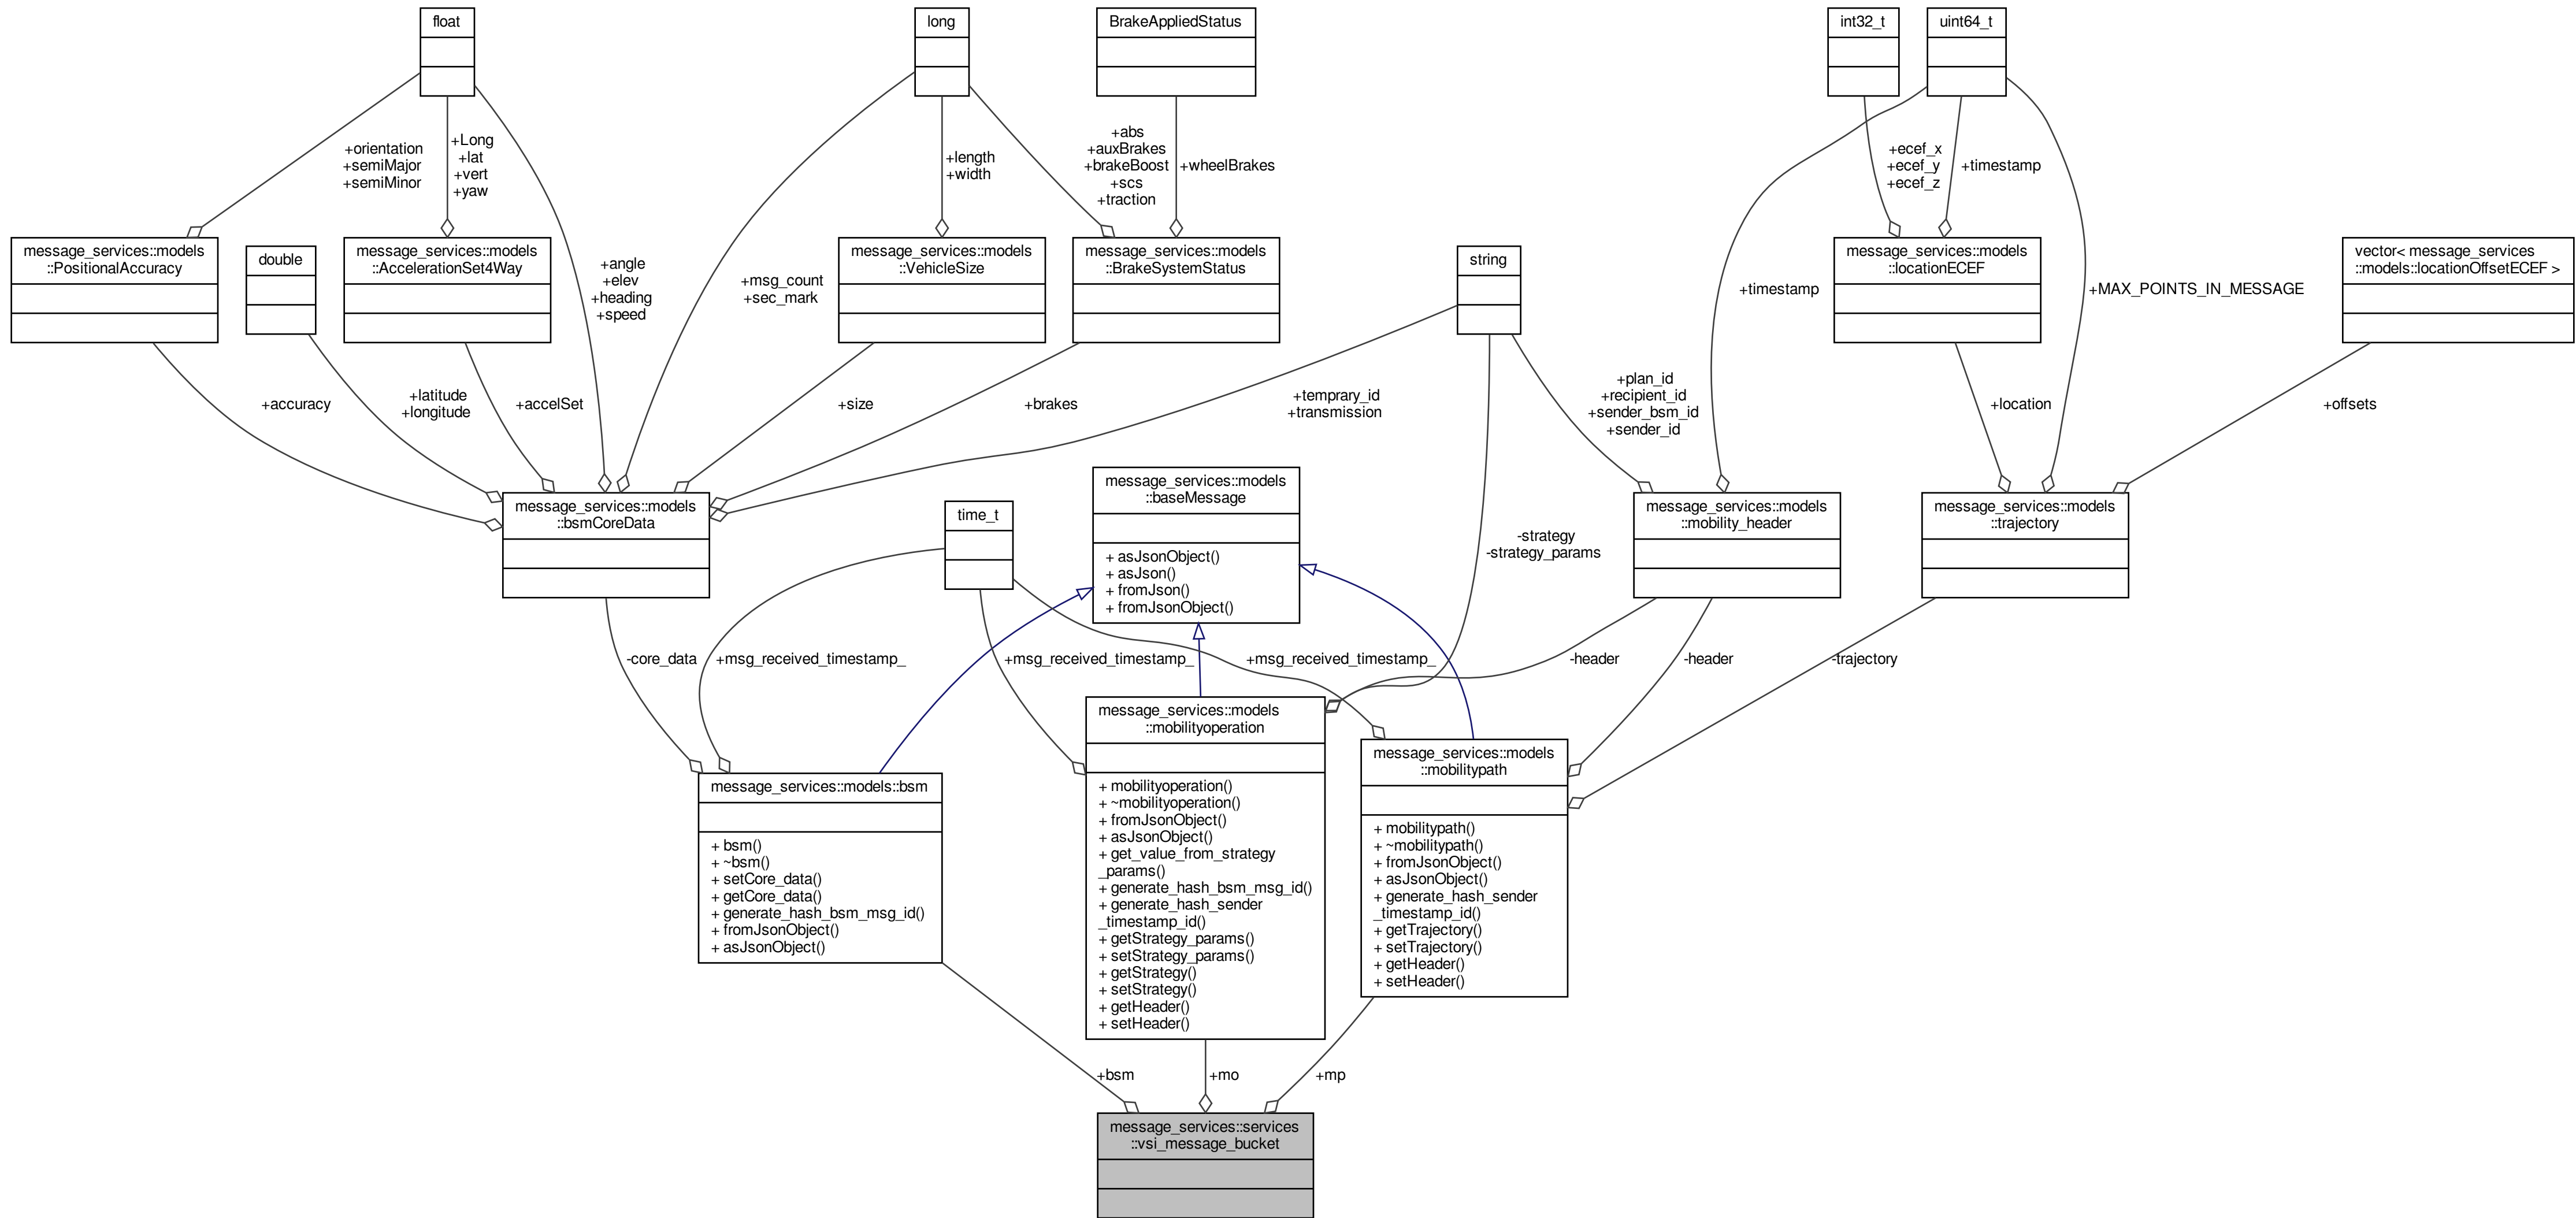 float
long
BrakeAppliedStatus
int32_t
uint64_t
+orientation
+semiMajor
+semiMinor
+Long
+lat
+vert
+yaw
+length
+width
+abs
+auxBrakes
+brakeBoost
+scs
+traction
+wheelBrakes
+ecef_x
+ecef_y
+ecef_z
+timestamp
message_services::models
::PositionalAccuracy
double
message_services::models
::AccelerationSet4Way
+angle
+elev
+heading
+speed
+msg_count
+sec_mark
message_services::models
::VehicleSize
message_services::models
::BrakeSystemStatus
string
+timestamp
message_services::models
::locationECEF
+MAX_POINTS_IN_MESSAGE
vector< message_services
::models::locationOffsetECEF >
+accuracy
+latitude
+longitude
+accelSet
+size
+brakes
+temprary_id
+transmission
+plan_id
+recipient_id
+sender_bsm_id
+sender_id
+location
+offsets
message_services::models
::bsmCoreData
time_t
message_services::models
::baseMessage
+ asJsonObject()
+ asJson()
+ fromJson()
+ fromJsonObject()
-strategy
-strategy_params
message_services::models
::mobility_header
message_services::models
::trajectory
-core_data
+msg_received_timestamp_
+msg_received_timestamp_
+msg_received_timestamp_
-header
-header
-trajectory
message_services::models::bsm
+ bsm()
+ ~bsm()
+ setCore_data()
+ getCore_data()
+ generate_hash_bsm_msg_id()
+ fromJsonObject()
+ asJsonObject()
message_services::models
::mobilityoperation
+ mobilityoperation()
+ ~mobilityoperation()
+ fromJsonObject()
+ asJsonObject()
+ get_value_from_strategy
_params()
+ generate_hash_bsm_msg_id()
+ generate_hash_sender
_timestamp_id()
+ getStrategy_params()
+ setStrategy_params()
+ getStrategy()
+ setStrategy()
+ getHeader()
+ setHeader()
message_services::models
::mobilitypath
+ mobilitypath()
+ ~mobilitypath()
+ fromJsonObject()
+ asJsonObject()
+ generate_hash_sender
_timestamp_id()
+ getTrajectory()
+ setTrajectory()
+ getHeader()
+ setHeader()
+bsm
+mo
+mp
message_services::services
::vsi_message_bucket